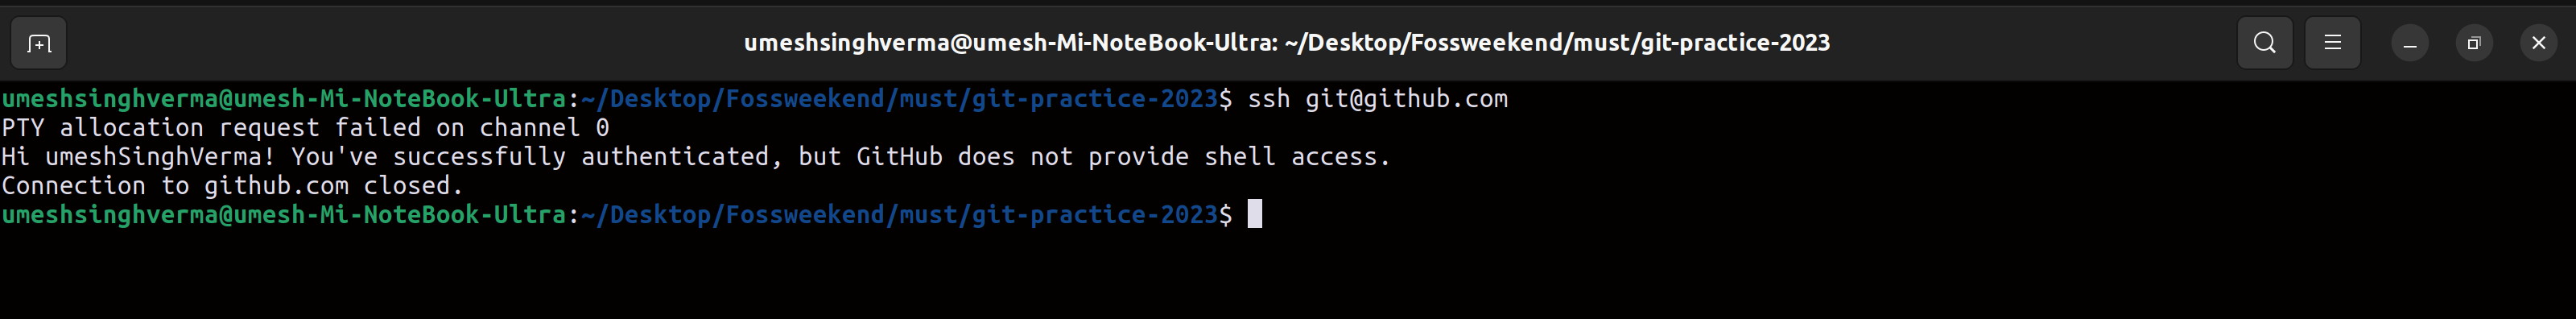 umeshsinghverma@umesh-Mi-NoteBook-Ultra: ~/Desktop/Fossweekend/must/git-practice-2023
umeshsinghverma@umesh-Mi-NoteBook-Ultra:~/Desktop/Fossweekend/must/git-practice-2023$ ssh git@github.com
PTY allocation request failed on channel 0
Hi umeshSinghVerma! You've successfully authenticated, but GitHub does not provide shell access.
Connection to github.com closed.
umeshsinghverma@umesh-Mi-NoteBook-Ultra:~/Desktop/Fossweekend/must/git-practice-2023$